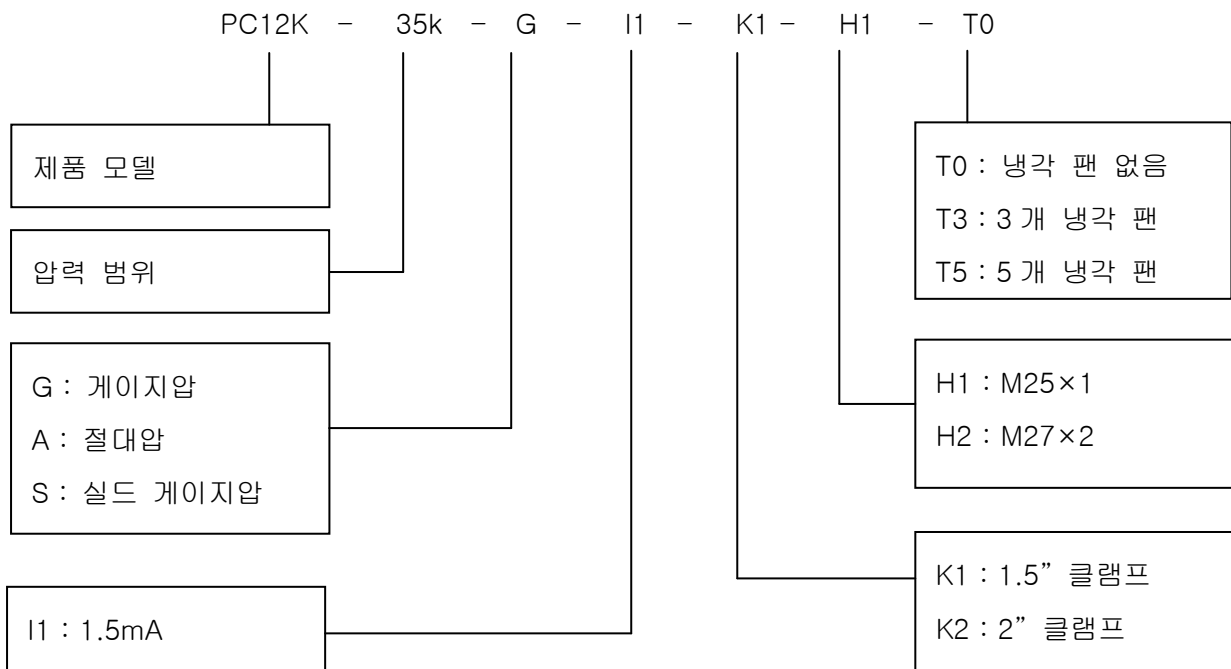 PC12K - 35k - G - I1 - K1 - H1 - T0
제품 모델
압력 범위
G : 게이지압
A : 절대압
S : 실드 게이지압
I1 : 1.5mA
T0 : 냉각 팬 없음
T3 : 3 개 냉각 팬
T5 : 5 개 냉각 팬
H1 : M25×1
H2 : M27×2
K1 : 1.5” 클램프
K2 : 2” 클램프